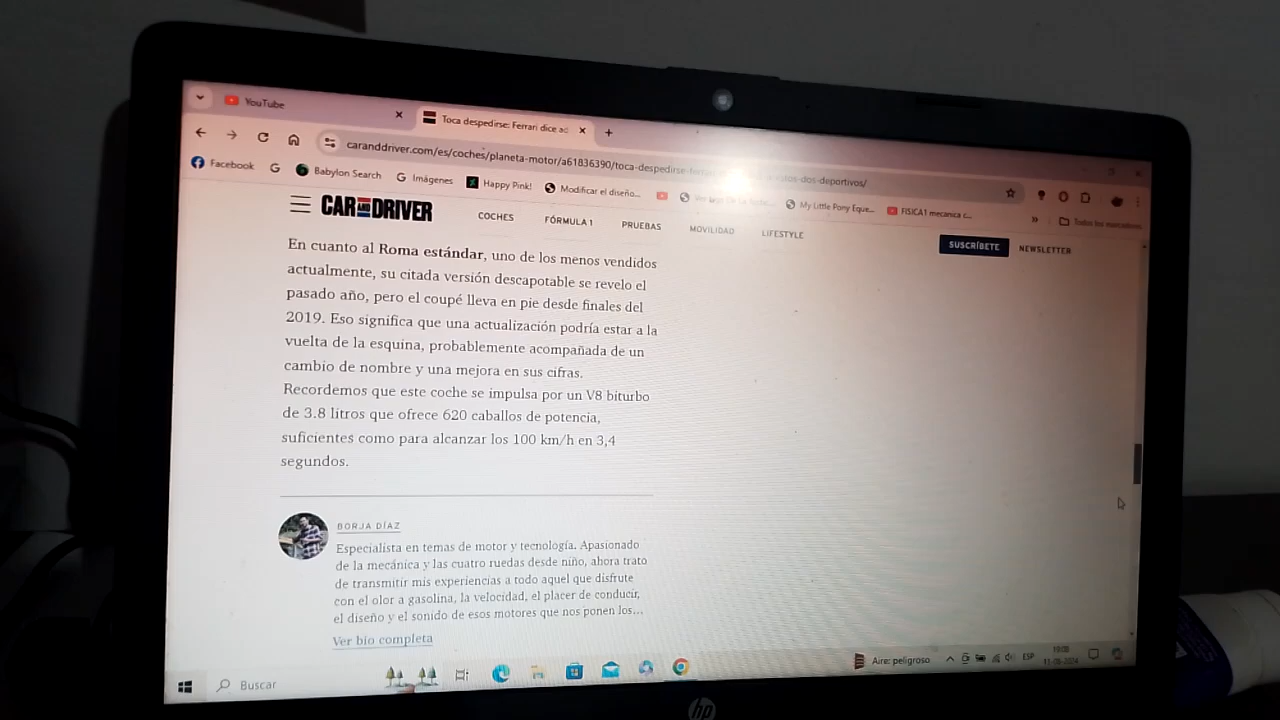 YouTube
Toca despedirse: Ferrari dice ac
caranddriver.com/es/coches/planeta-motor/a61836390/toca-despedirse-
Facebook
Babylon Search
Imágenes
Happy Pink!
Modificar el diseño...
My Little Pony Eque...
FISICA1 mecanica c...
Todos los marcadores
CAR AND DRIVER
COCHES
FÓRMULA 1
PRUEBAS
MOVILIDAD
LIFESTYLE
SUSCRÍBETE
NEWSLETTER
En cuanto al Roma estándar, uno de los menos vendidos
actualmente, su citada versión descapotable se revelo el
pasado año, pero el coupé lleva en pie desde finales del
2019. Eso significa que una actualización podría estar a la
vuelta de la esquina, probablemente acompañada de un
cambio de nombre y una mejora en sus cifras.
Recordemos que este coche se impulsa por un V8 biturbo
de 3.8 litros que ofrece 620 caballos de potencia,
suficientes como para alcanzar los 100 km/h en 3,4
segundos.
BORJA DÍAZ
Especialista en temas de motor y tecnología. Apasionado
de la mecánica y las cuatro ruedas desde niño, ahora trato
de transmitir mis experiencias a todo aquel que disfrute
con el olor a gasolina, la velocidad, el placer de conducir,
el diseño y el sonido de esos motores que nos ponen los...
Ver bio completa
Buscar
Aire: peligroso
ESP
hp